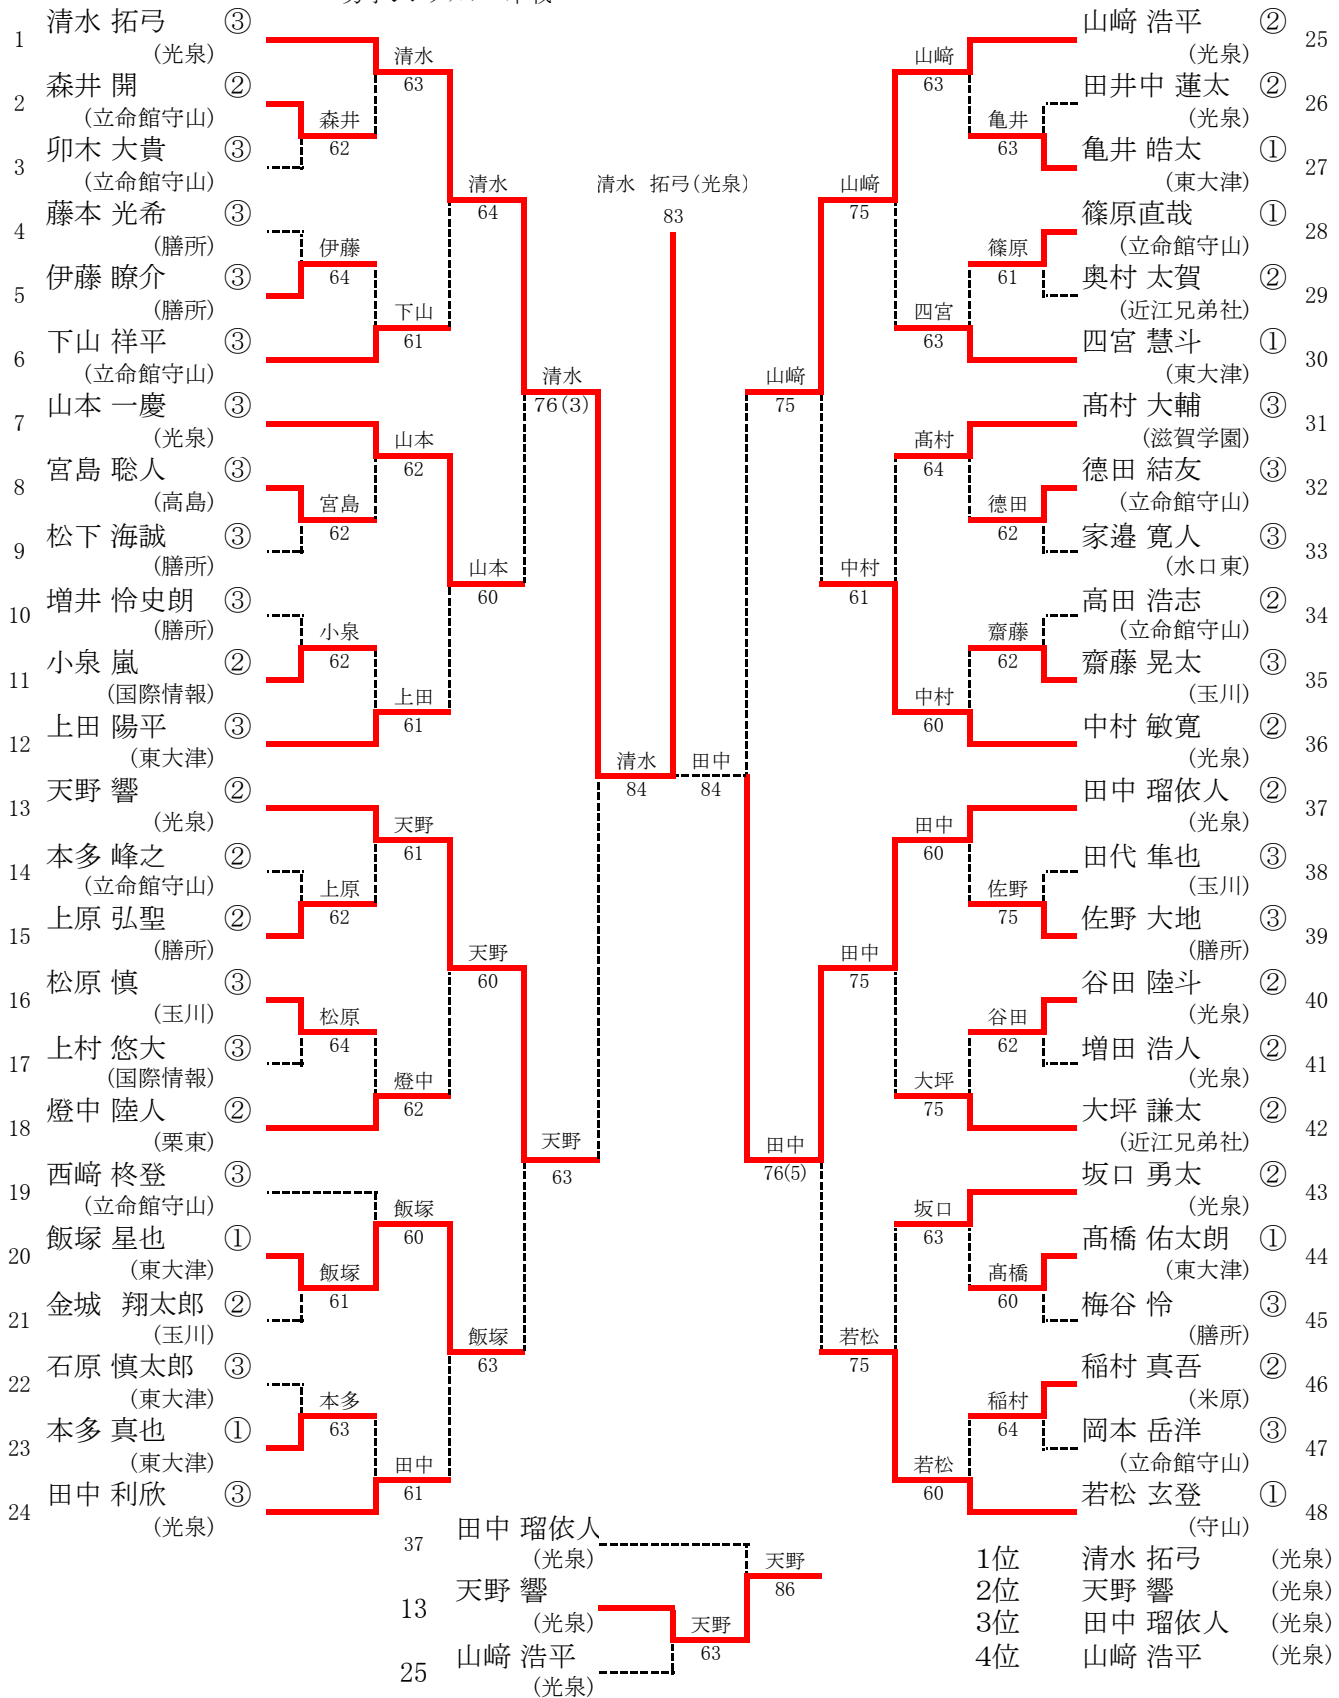 清水 拓弓 ③
1 (光泉)
森井 開 ②
2 (立命館守山)
卯木 大貴 ③
3 (立命館守山)
藤本 光希 ③
4 (膳所)
伊藤 瞭介 ③
5 (膳所)
下山 祥平 ③
6 (立命館守山)
山本 一慶 ③
7 (光泉)
宮島 聡人 ③
8 (高島)
松下 海誠 ③
9 (膳所)
増井 怜史朗 ③
10 (膳所)
小泉 嵐 ②
11 (国際情報)
上田 陽平 ③
12 (東大津)
天野 響 ②
13 (光泉)
本多 峰之 ②
14 (立命館守山)
上原 弘聖 ②
15 (膳所)
松原 慎 ③
16 (玉川)
上村 悠大 ③
17 (国際情報)
燈中 陸人 ②
18 (栗東)
西﨑 柊登 ③
19 (立命館守山)
飯塚 星也 ①
20 (東大津)
金城 翔太郎 ②
21 (玉川)
石原 慎太郎 ③
22 (東大津)
本多 真也 ①
23 (東大津)
田中 利欣 ③
24 (光泉)
森井
62
伊藤
64
宮島
62
小泉
62
上原
62
松原
64
飯塚
61
本多
63
清水
63
下山
61
山本
62
上田
61
天野
61
燈中
62
飯塚
60
田中
61
清水
64
山本
60
天野
60
飯塚
63
清水
76(3)
天野
63
清水
84
清水 拓弓(光泉)
83
田中
84
山﨑
75
田中
76(5)
山﨑
75
中村
61
田中
75
若松
75
山﨑
63
四宮
63
髙村
64
中村
60
田中
60
大坪
75
坂口
63
若松
60
亀井
63
篠原
61
德田
62
齋藤
62
佐野
75
谷田
62
髙橋
60
稲村
64
山﨑 浩平 ②
(光泉) 25
田井中 蓮太 ②
(光泉) 26
亀井 皓太 ①
(東大津) 27
篠原直哉 ①
(立命館守山) 28
奥村 太賀 ②
(近江兄弟社) 29
四宮 慧斗 ①
(東大津) 30
髙村 大輔 ③
(滋賀学園) 31
德田 結友 ③
(立命館守山) 32
家邉 寛人 ③
(水口東) 33
高田 浩志 ②
(立命館守山) 34
齋藤 晃太 ③
(玉川) 35
中村 敏寛 ②
(光泉) 36
田中 瑠依人 ②
(光泉) 37
田代 隼也 ③
(玉川) 38
佐野 大地 ③
(膳所) 39
谷田 陸斗 ②
(光泉) 40
増田 浩人 ②
(光泉) 41
大坪 謙太 ②
(近江兄弟社) 42
坂口 勇太 ②
(光泉) 43
髙橋 佑太朗 ①
(東大津) 44
梅谷 怜 ③
(膳所) 45
稲村 真吾 ②
(米原) 46
岡本 岳洋 ③
(立命館守山) 47
若松 玄登 ①
(守山) 48
田中 瑠依人
37 (光泉)
天野 響
13 (光泉)
山﨑 浩平
25 (光泉)
天野
63
天野
86
1位 清水 拓弓 (光泉)
2位 天野 響 (光泉)
3位 田中 瑠依人 (光泉)
4位 山﨑 浩平 (光泉)